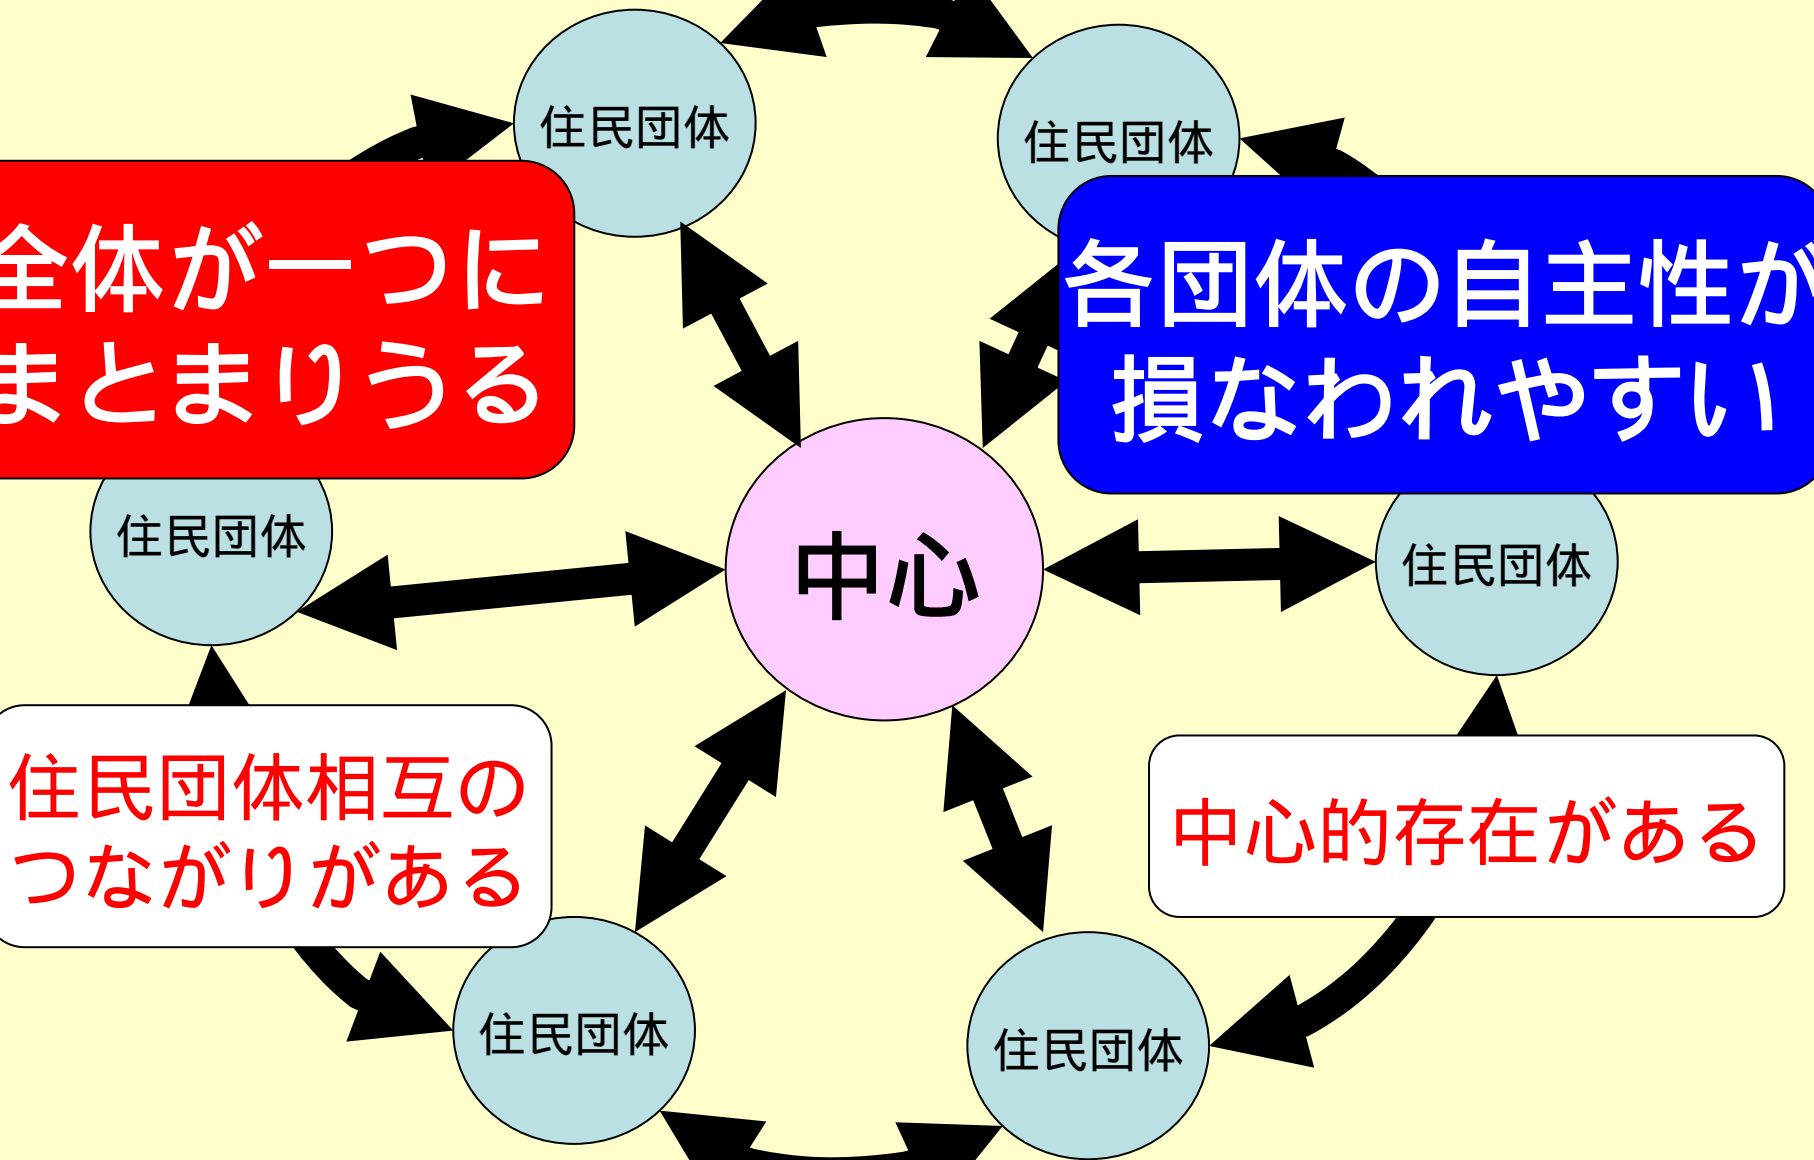 住民団体
住民団体
全体が一つに
まとまりうる
各団体の自主性が
損なわれやすい
住民団体
中心
住民団体
住民団体相互の
つながりがある
中心的存在がある
住民団体
住民団体